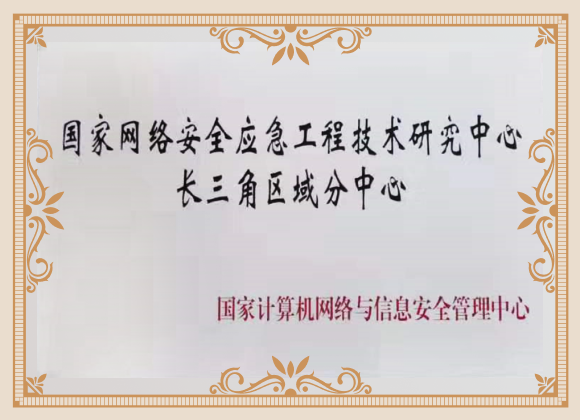 国家网络安全应急工程技术研究中心
长三角区域分中心
国家计算机网络与信息安全管理中心